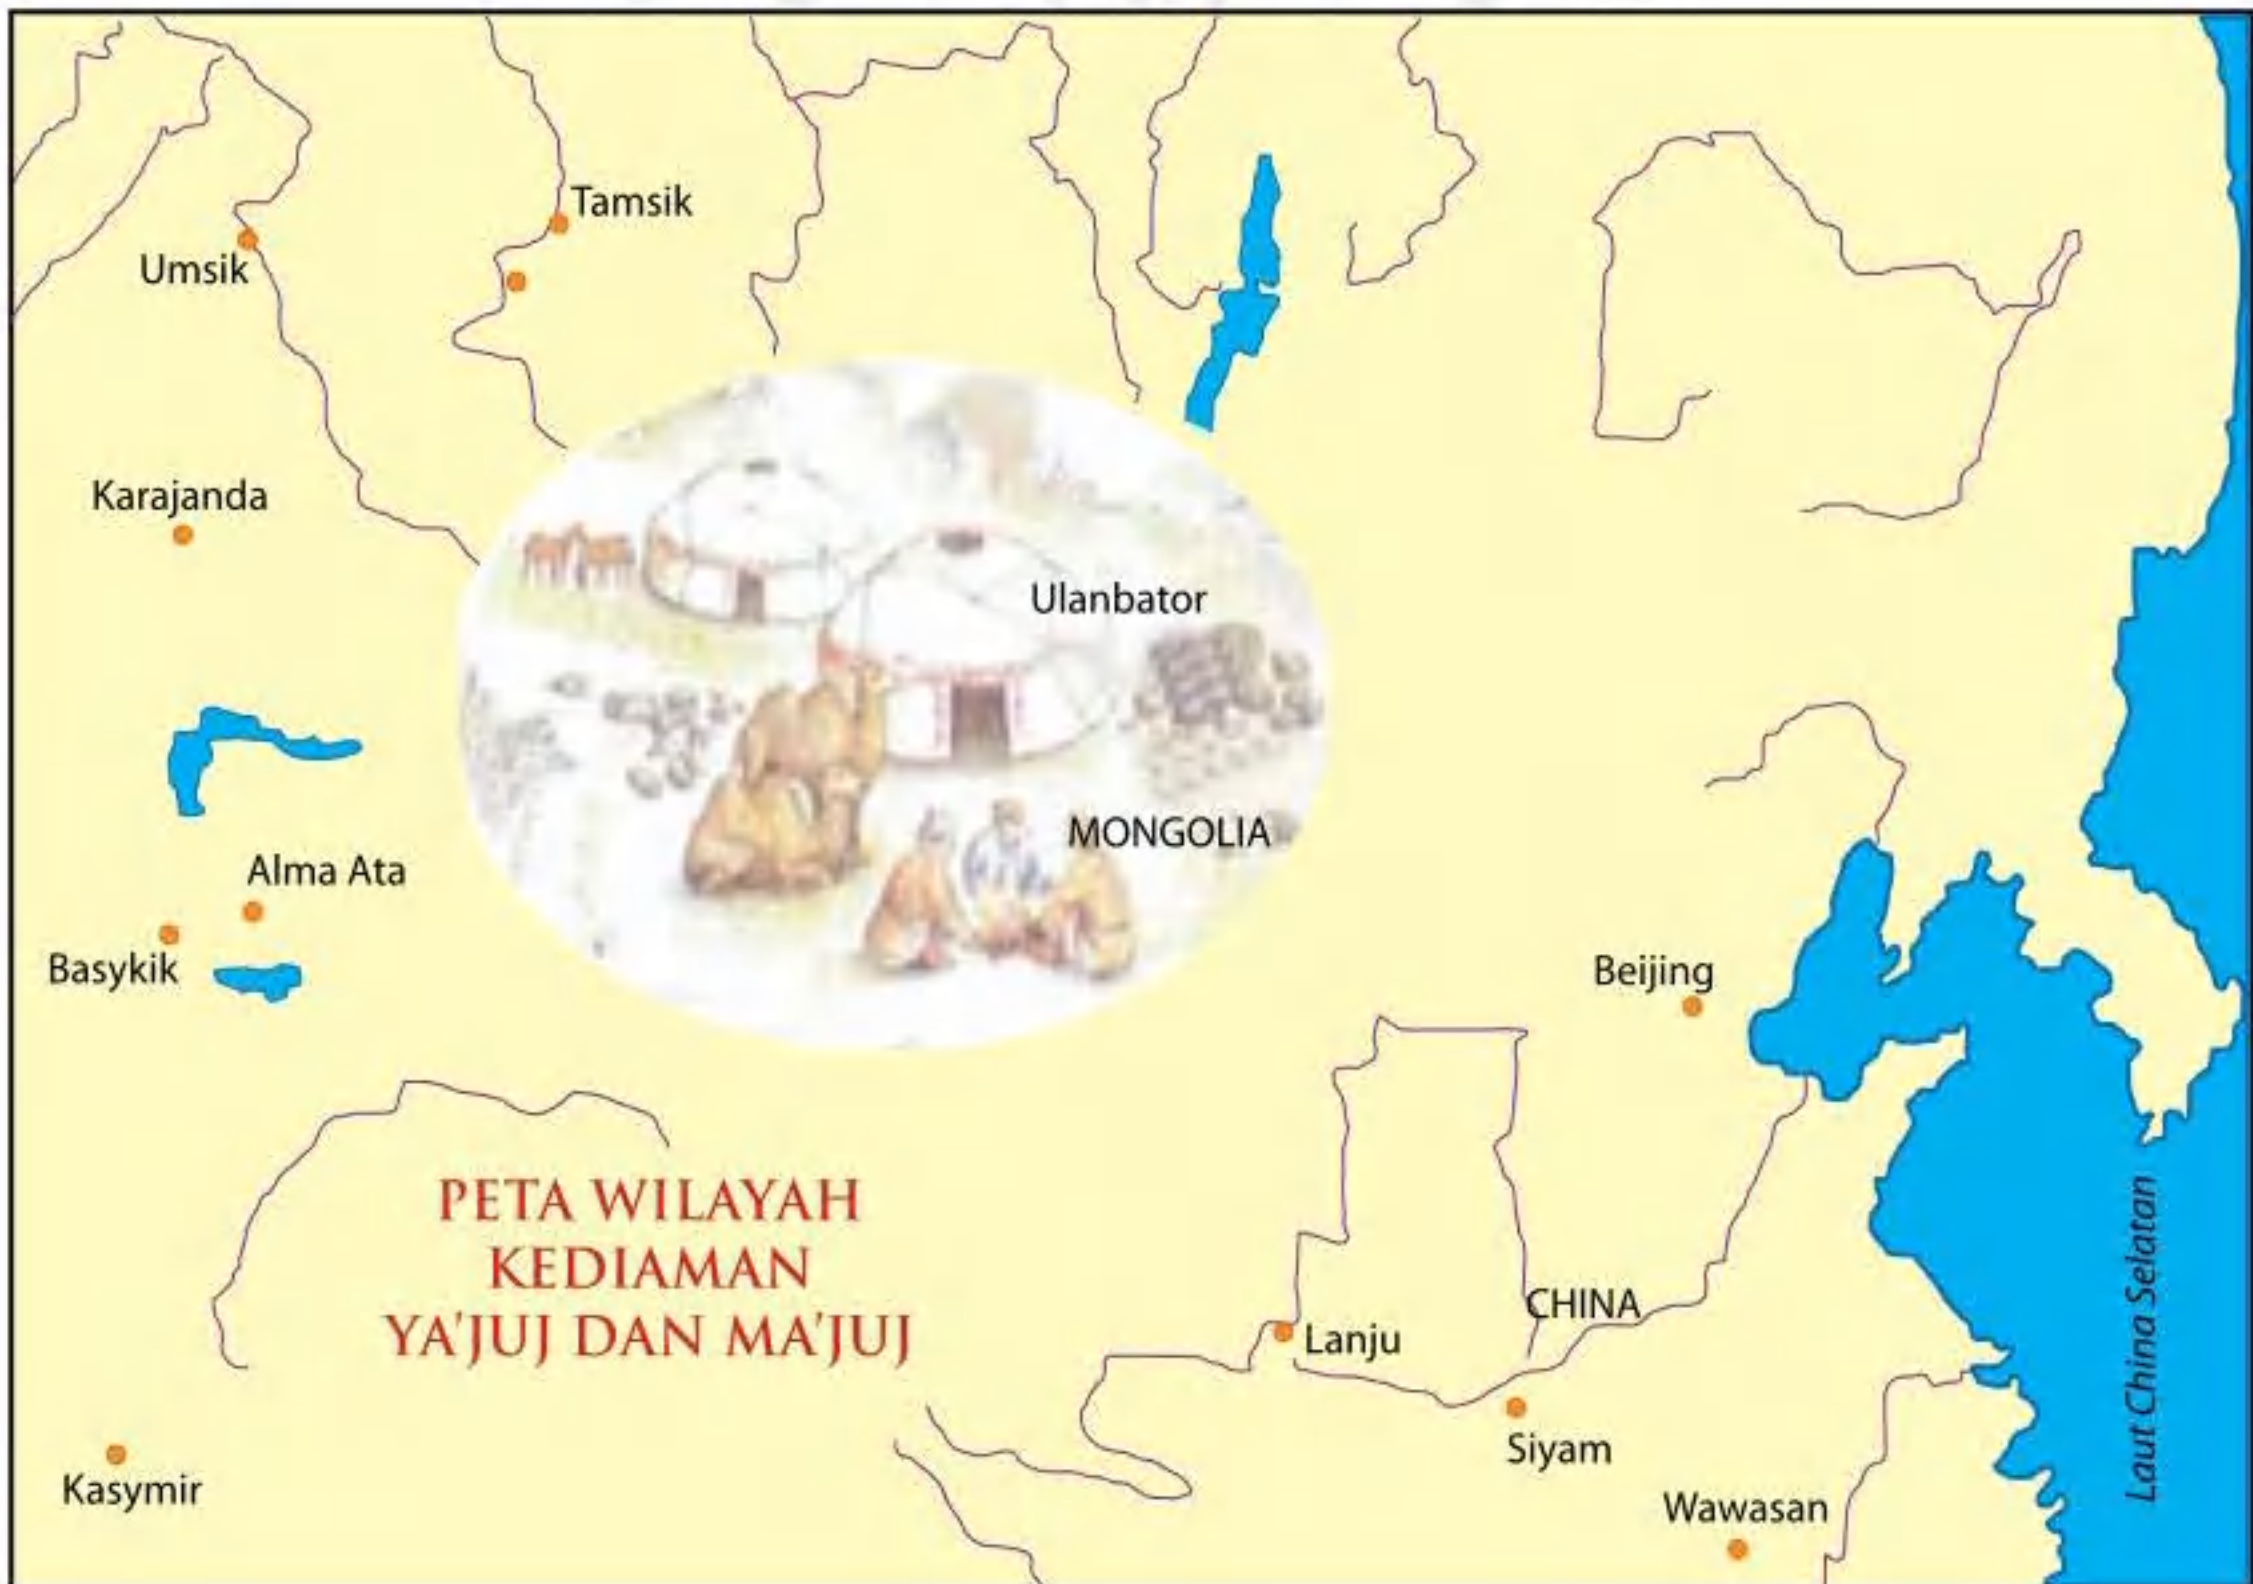 Tamsik
Umsik
Karajanda
Ulanbator
MONGOLIA
Alma Ata
Basykik
Beijing
PETA WILAYAH
KEDIAMAN
YA'JUJ DAN MA'JUJ
CHINA
Lanju
Siyam
Kasymir
Wawasan
Laut China Selatan